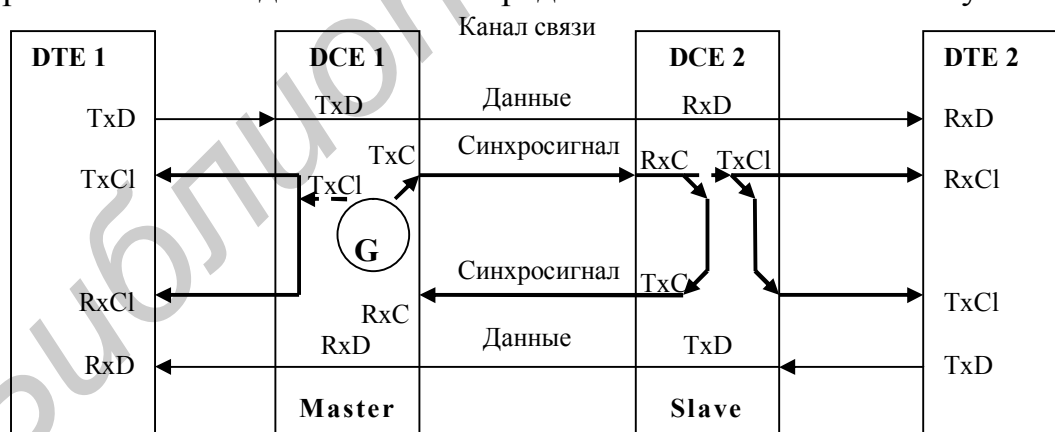 Канал связи
DTE 1 DCE 1 DCE 2 DTE 2
TxD TxD Данные RxD RxD
TxCl TxCl TxC Синхросигнал RxC TxCl RxCl
G
RxCl RxC Синхросигнал TxC TxCl
RxD RxD Данные TxD TxD
Master Slave